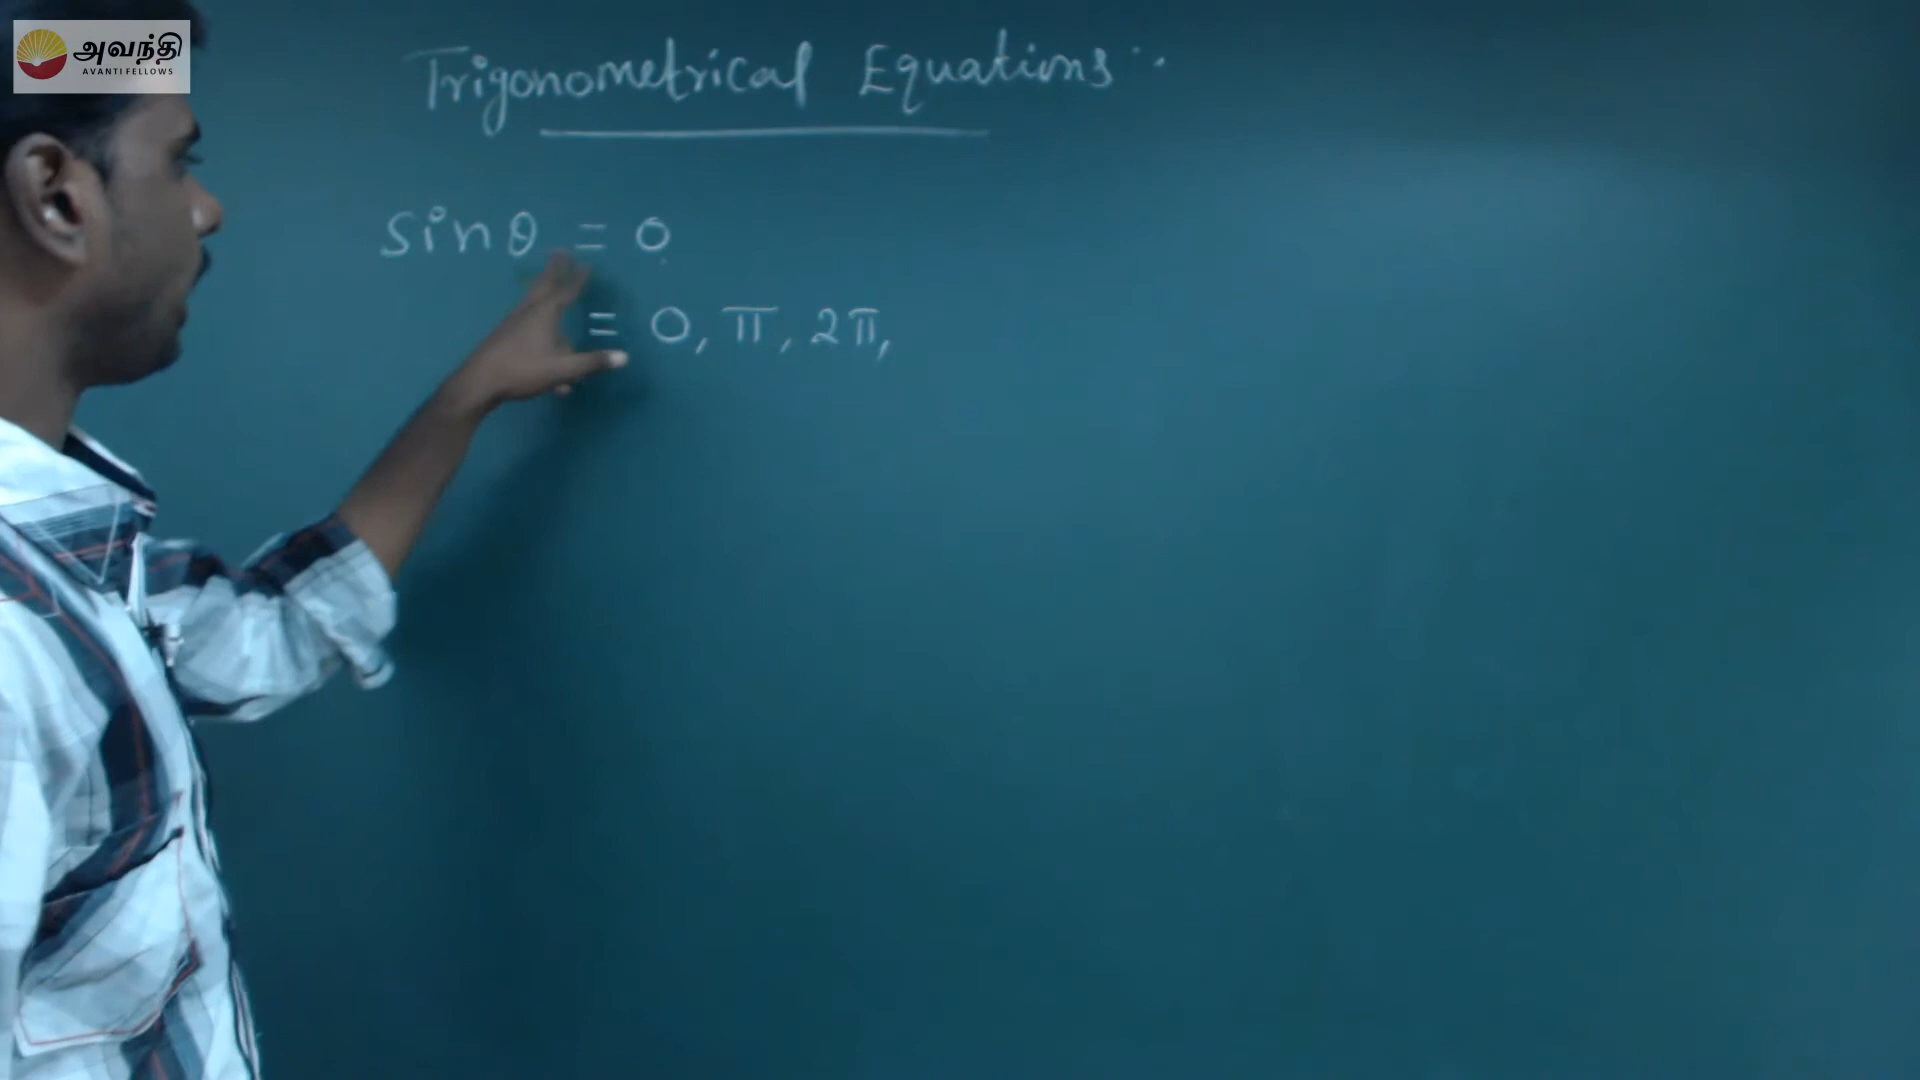 அவந்தி
AVANTI FELLOWS
Trigonometrical Equations :
sin θ = 0
= 0, π, 2π,